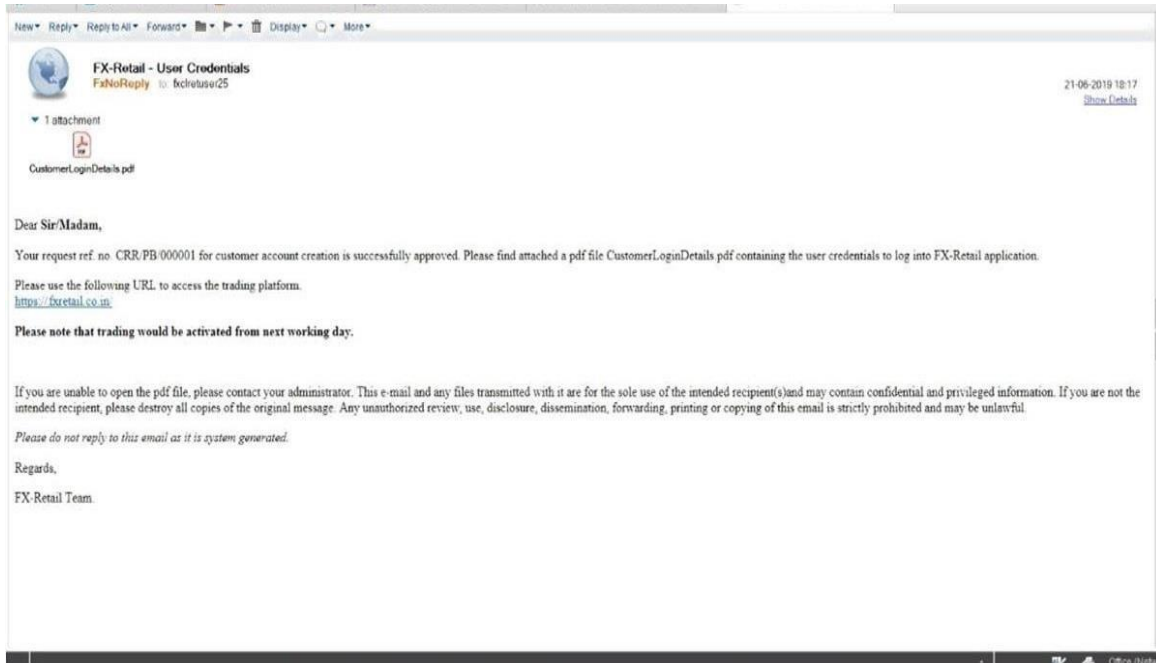 New Reply Reply to All Forward Display More
FX-Retail - User Credentials
FxNoReply to: fxclretuser25
21-06-2019 18:17
Show Details
1 attachment
CustomerLoginDetails.pdf
Dear Sir/Madam,
Your request ref. no. CRR/PB/000001 for customer account creation is successfully approved. Please find attached a pdf file CustomerLoginDetails.pdf containing the user credentials to log into FX-Retail application.
Please use the following URL to access the trading platform.
https://fxretail.co.in/
Please note that trading would be activated from next working day.
If you are unable to open the pdf file, please contact your administrator. This e-mail and any files transmitted with it are for the sole use of the intended recipient(s)and may contain confidential and privileged information. If you are not the
intended recipient, please destroy all copies of the original message. Any unauthorized review, use, disclosure, dissemination, forwarding, printing or copying of this email is strictly prohibited and may be unlawful.
Please do not reply to this email as it is system generated.
Regards,
FX-Retail Team.